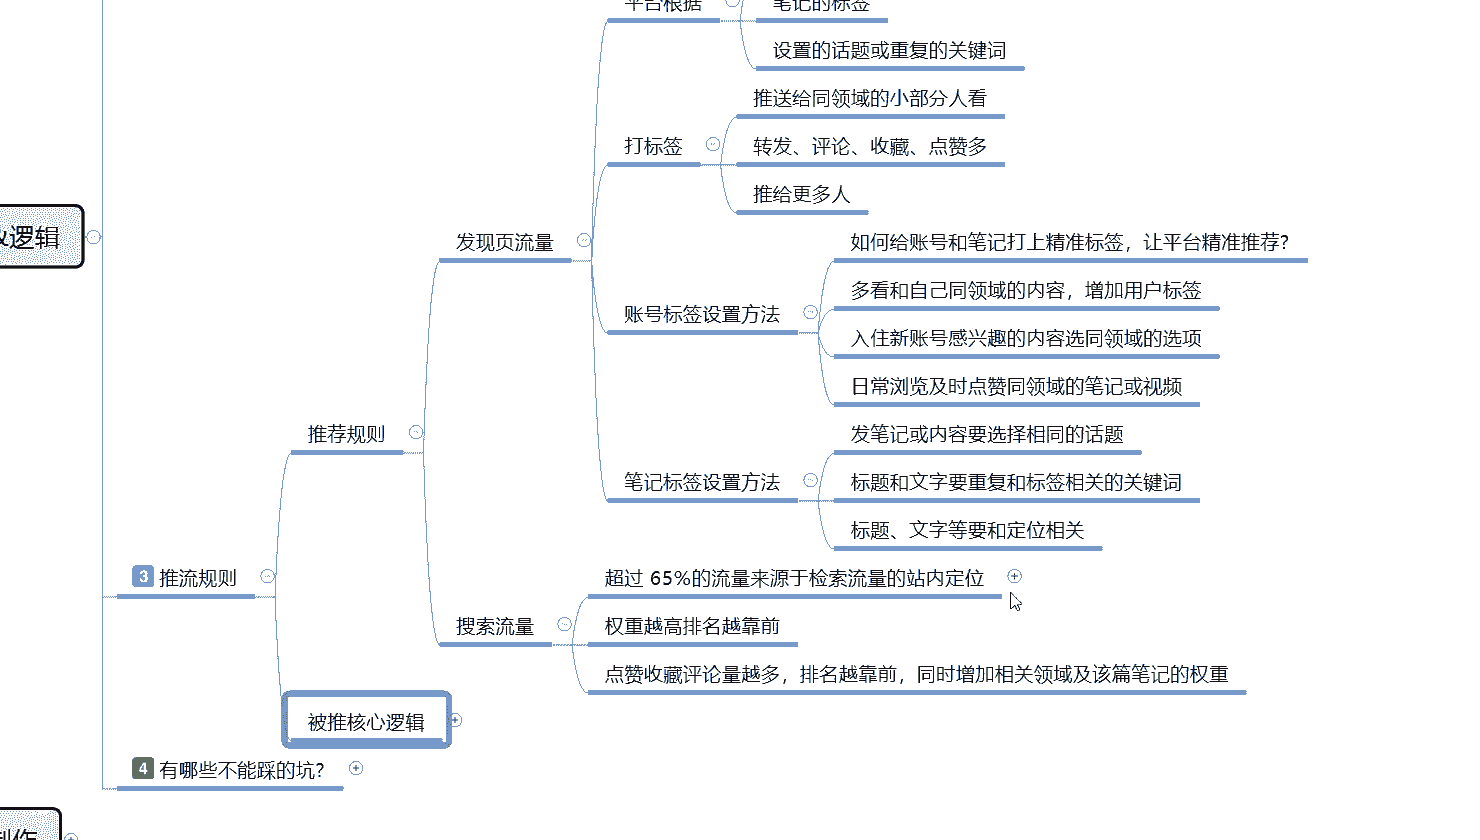 平台根据
笔记的标签
设置的话题或重复的关键词
推送给同领域的小部分人看
打标签
转发、评论、收藏、点赞多
推给更多人
逻辑
发现页流量
如何给账号和笔记打上精准标签，让平台精准推荐？
多看和自己同领域的内容，增加用户标签
账号标签设置方法
入住新账号感兴趣的内容选同领域的选项
日常浏览及时点赞同领域的笔记或视频
推荐规则
发笔记或内容要选择相同的话题
笔记标签设置方法
标题和文字要重复和标签相关的关键词
标题、文字等要和定位相关
3 推流规则
超过 65%的流量来源于检索流量的站内定位
搜索流量
权重越高排名越靠前
点赞收藏评论量越多，排名越靠前，同时增加相关领域及该篇笔记的权重
被推核心逻辑
4 有哪些不能踩的坑？
制作